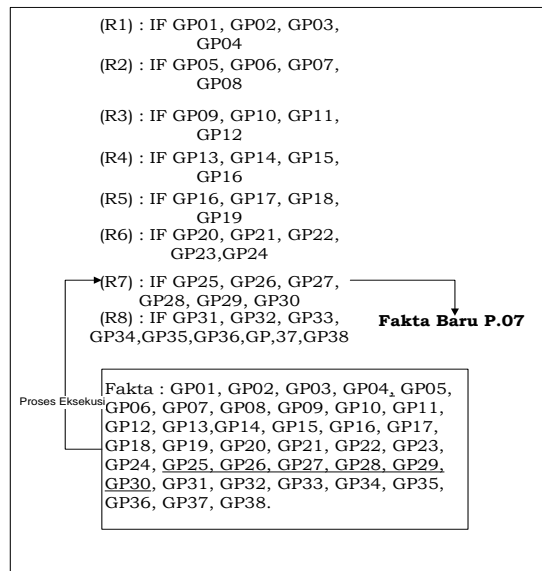 (R1) : IF GP01, GP02, GP03,
GP04
(R2) : IF GP05, GP06, GP07,
GP08
(R3) : IF GP09, GP10, GP11,
GP12
(R4) : IF GP13, GP14, GP15,
GP16
(R5) : IF GP16, GP17, GP18,
GP19
(R6) : IF GP20, GP21, GP22,
GP23,GP24
(R7) : IF GP25, GP26, GP27,
GP28, GP29, GP30
(R8) : IF GP31, GP32, GP33,
GP34,GP35,GP36,GP,37,GP38
Fakta Baru P.07
Proses Eksekusi
Fakta : GP01, GP02, GP03, GP04, GP05,
GP06, GP07, GP08, GP09, GP10, GP11,
GP12, GP13,GP14, GP15, GP16, GP17,
GP18, GP19, GP20, GP21, GP22, GP23,
GP24, GP25, GP26, GP27, GP28, GP29,
GP30, GP31, GP32, GP33, GP34, GP35,
GP36, GP37, GP38.